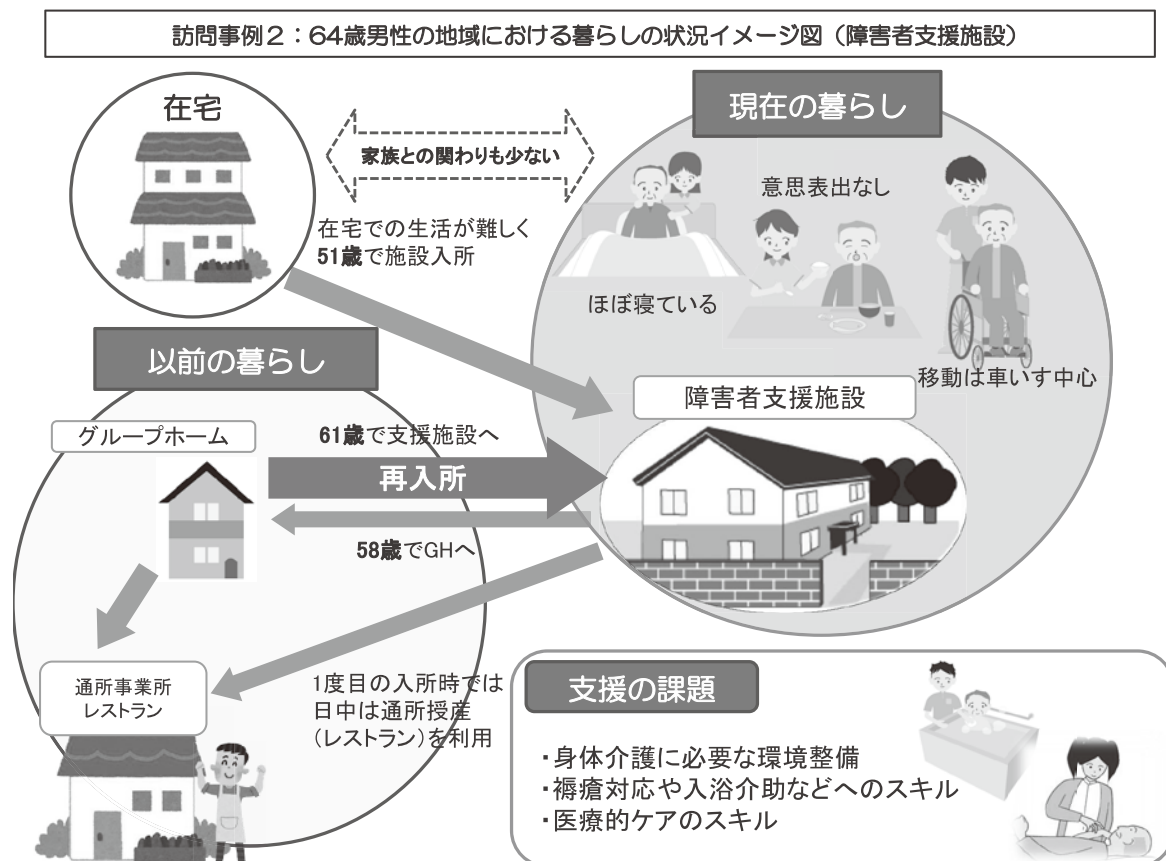 訪問事例2：64歳男性の地域における暮らしの状況イメージ図（障害者支援施設）
在宅
現在の暮らし
家族との関わりも少ない
意思表出なし
在宅での生活が難しく
51歳で施設入所
ほぼ寝ている
移動は車いす中心
以前の暮らし
障害者支援施設
グループホーム
61歳で支援施設へ
再入所
58歳でGHへ
通所事業所
レストラン
1度目の入所時では
日中は通所授産
(レストラン)を利用
支援の課題
・身体介護に必要な環境整備
・褥瘡対応や入浴介助などへのスキル
・医療的ケアのスキル